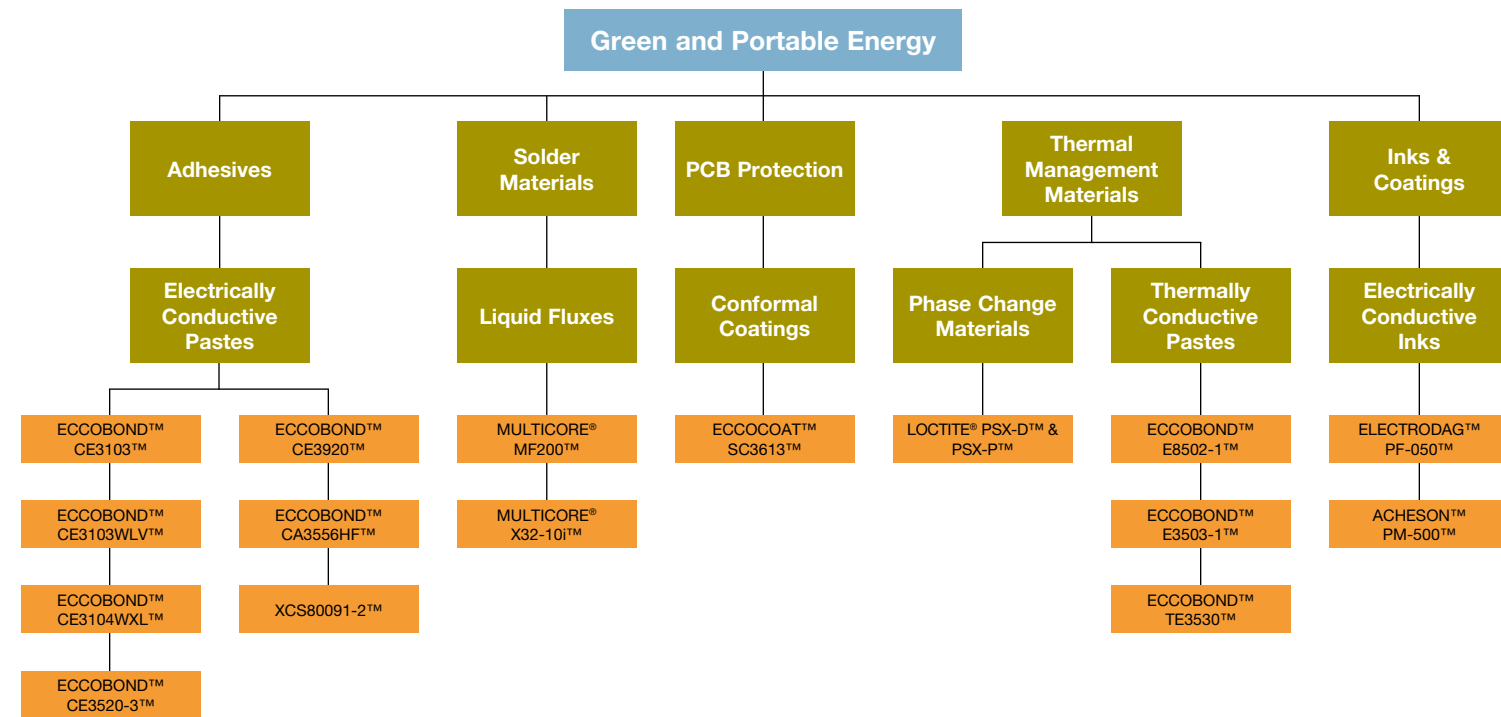 Green and Portable Energy
Adhesives
Solder
Materials
PCB Protection
Thermal
Management
Materials
Inks &
Coatings
Electrically
Conductive
Pastes
Liquid Fluxes
Conformal
Coatings
Phase Change
Materials
Thermally
Conductive
Pastes
Electrically
Conductive
Inks
ECCOBOND™
CE3103™
ECCOBOND™
CE3920™
MULTICORE®
MF200™
ECCOCOAT™
SC3613™
LOCTITE® PSX-D™ &
PSX-P™
ECCOBOND™
E8502-1™
ELECTRODAG™
PF-050™
ECCOBOND™
CE3103WLV™
ECCOBOND™
CA3556HF™
MULTICORE®
X32-10i™
ECCOBOND™
E3503-1™
ACHESON™
PM-500™
ECCOBOND™
CE3104WXL™
XCS80091-2™
ECCOBOND™
TE3530™
ECCOBOND™
CE3520-3™